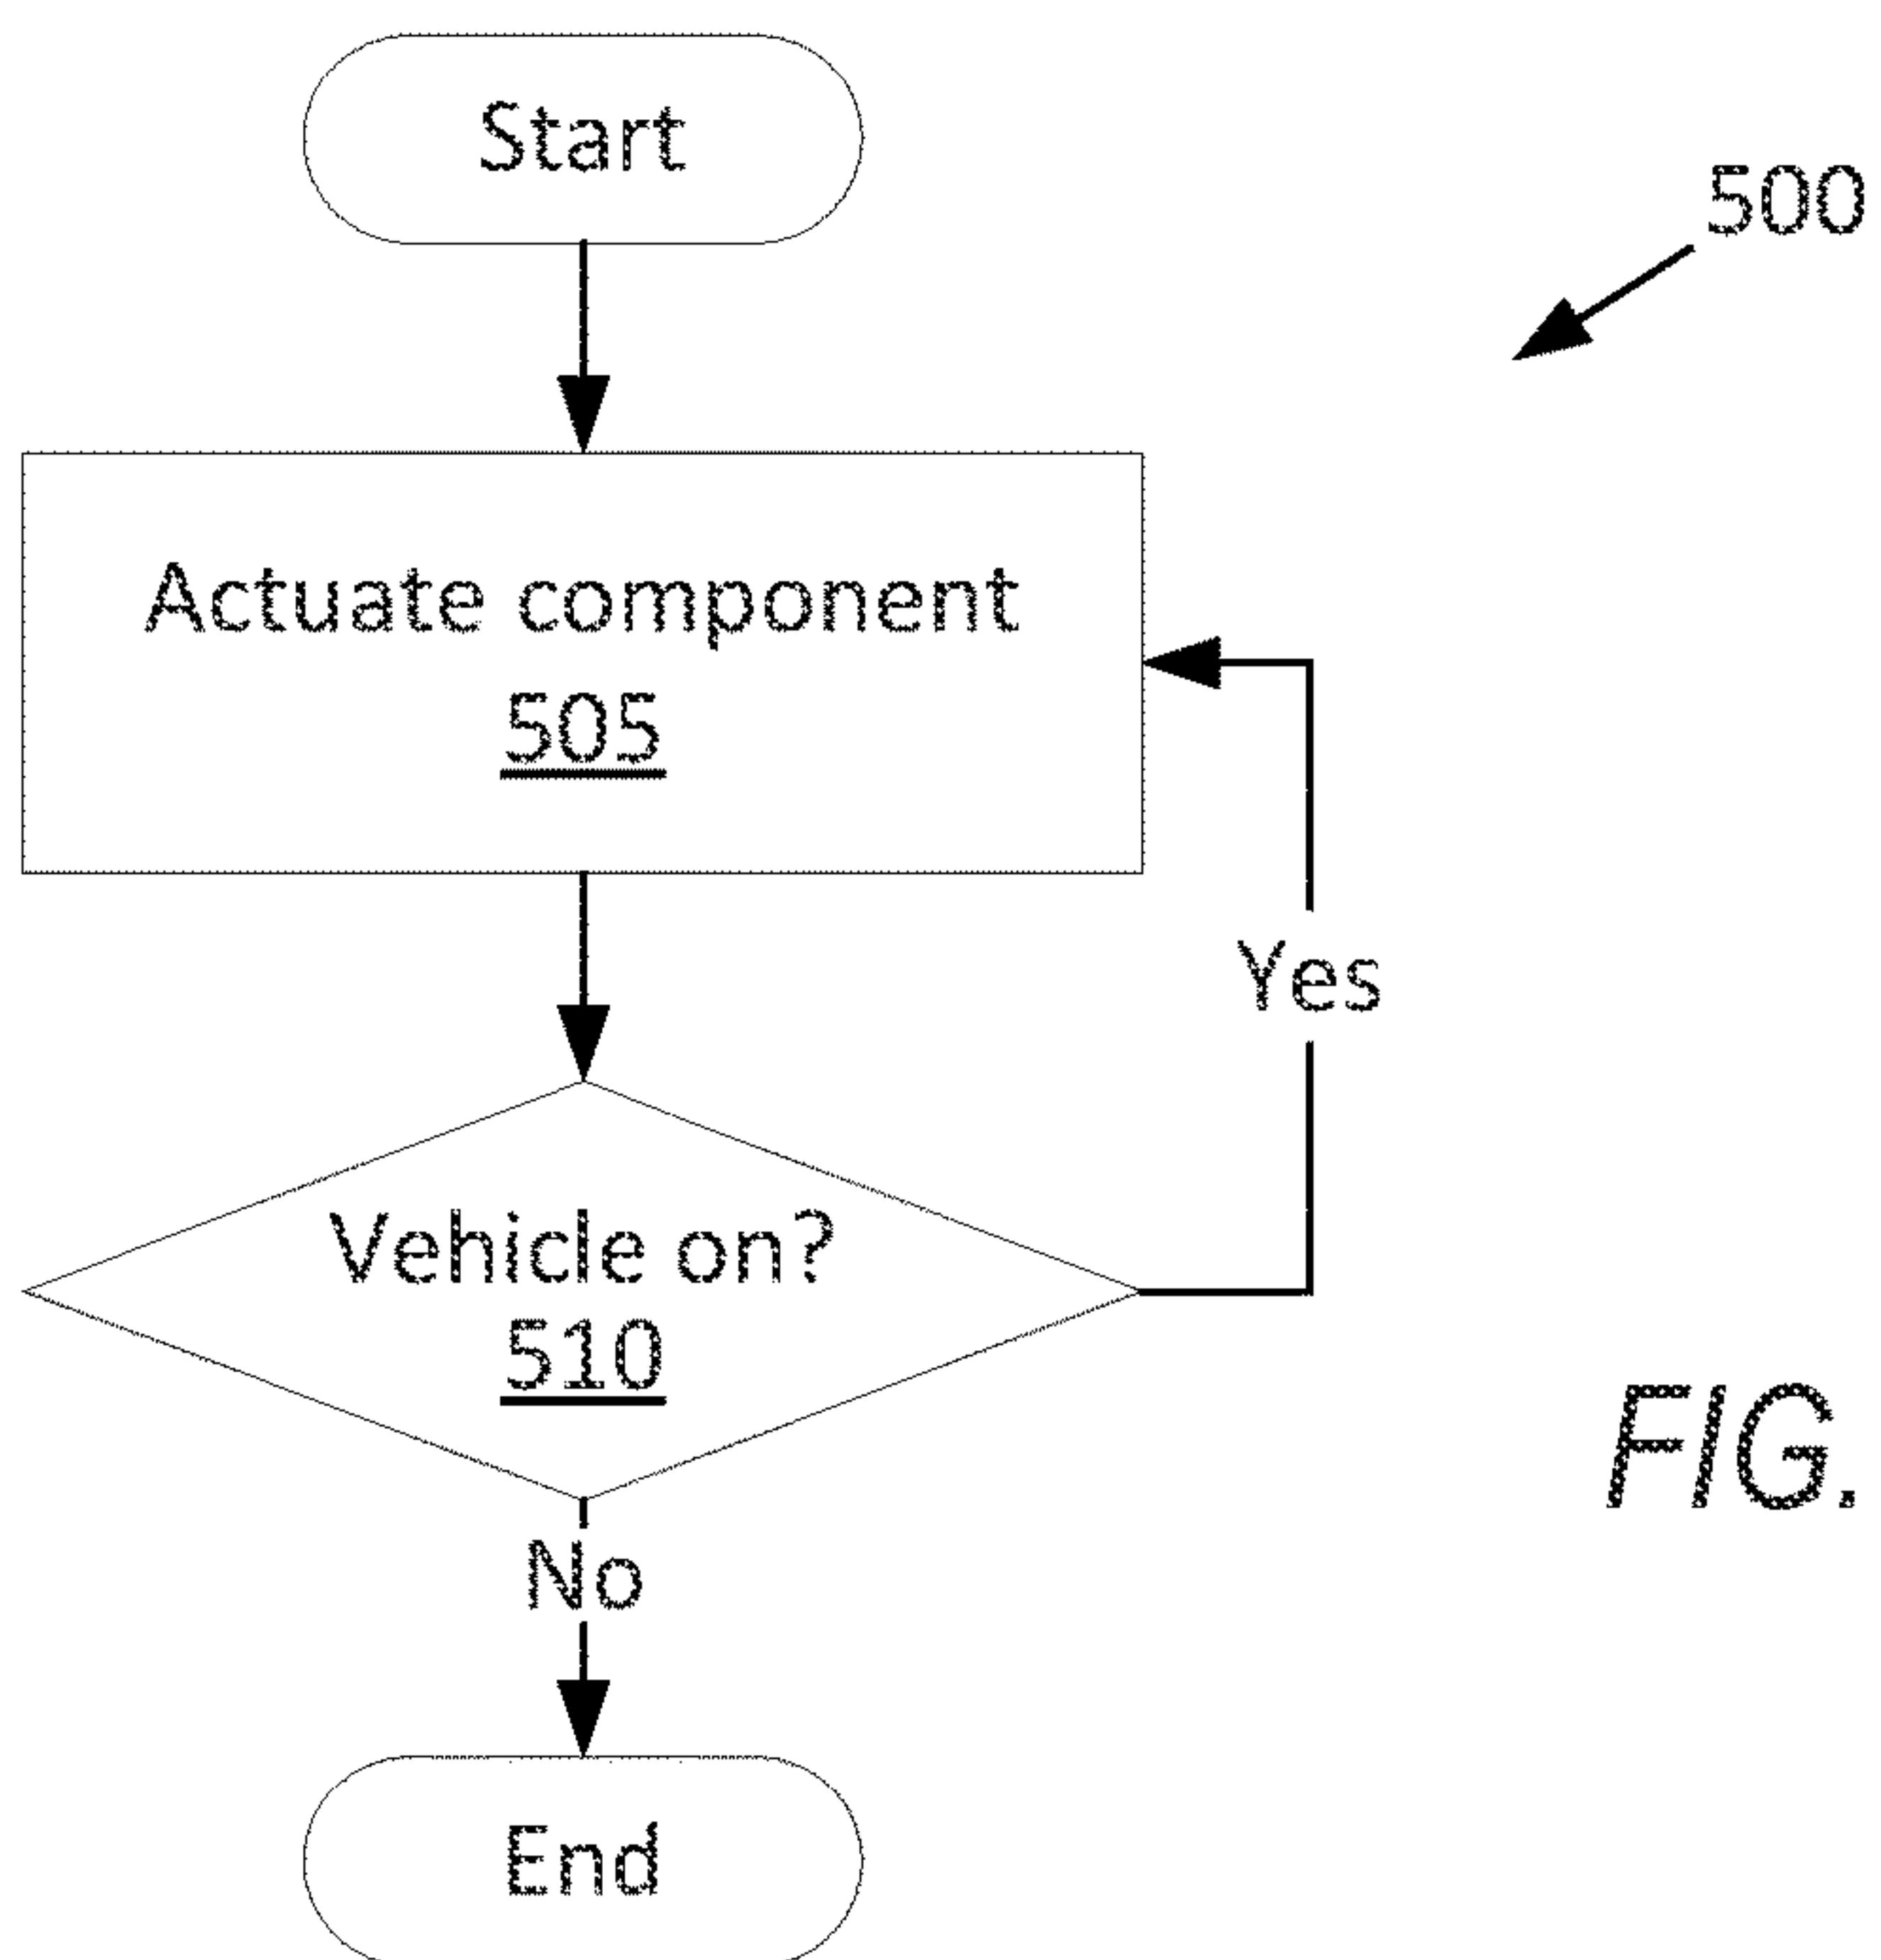 Start
500
Actuate component
505
Yes
Vehicle on?
510
FIG.
No
End